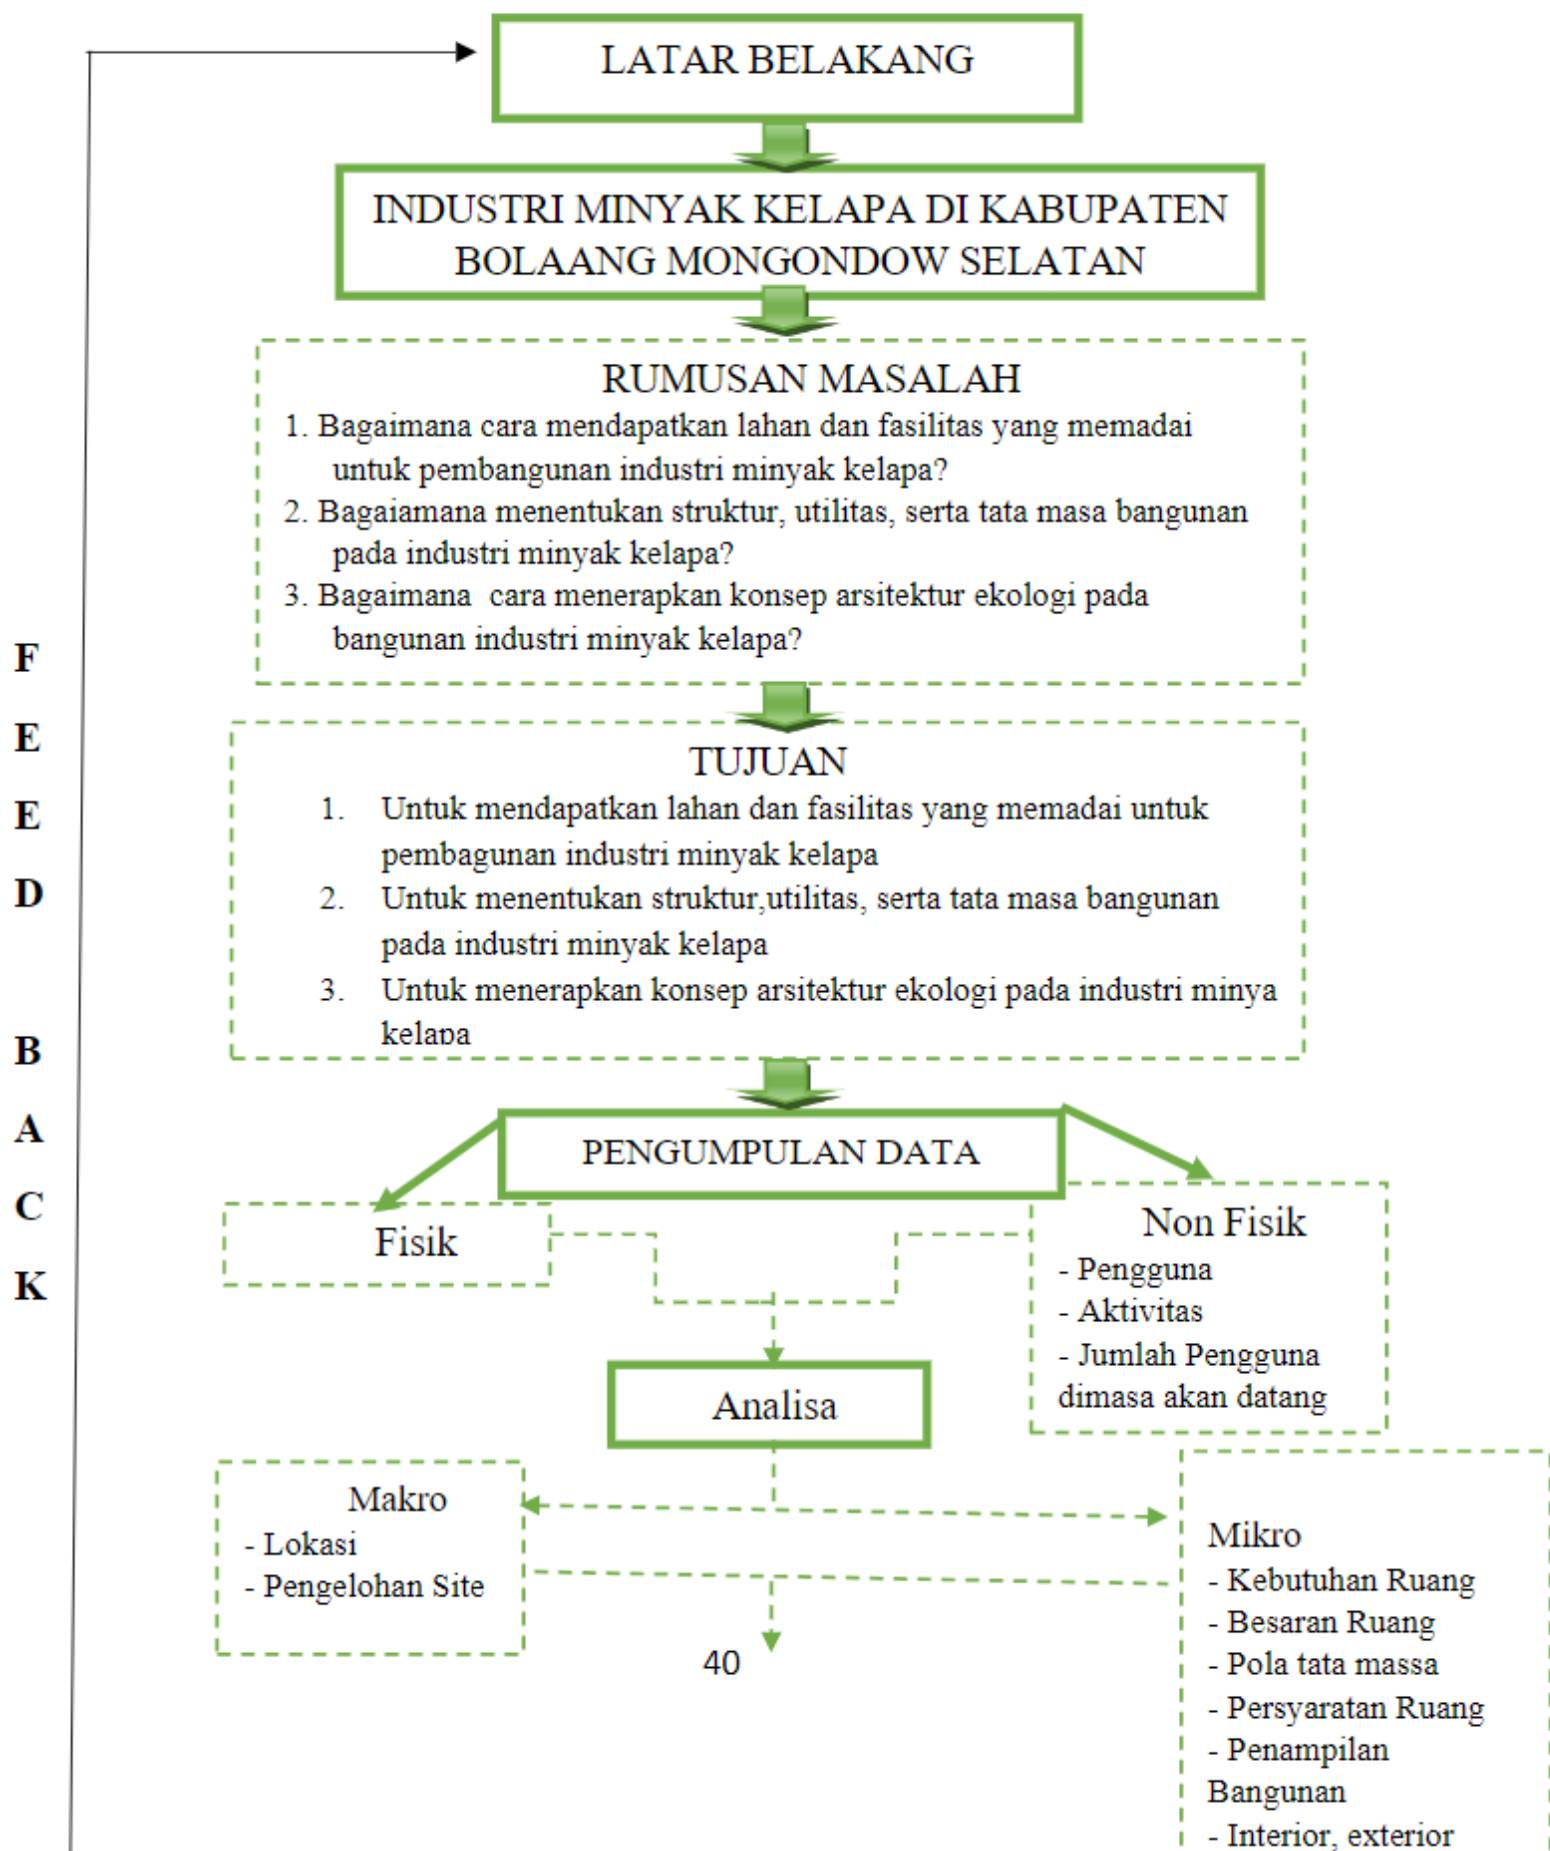 LATAR BELAKANG
INDUSTRI MINYAK KELAPA DI KABUPATEN
BOLAANG MONGONDOW SELATAN
RUMUSAN MASALAH
1. Bagaimana cara mendapatkan lahan dan fasilitas yang memadai
untuk pembangunan industri minyak kelapa?
2. Bagaiamana menentukan struktur, utilitas, serta tata masa bangunan
pada industri minyak kelapa?
3. Bagaimana cara menerapkan konsep arsitektur ekologi pada
bangunan industri minyak kelapa?
TUJUAN
1. Untuk mendapatkan lahan dan fasilitas yang memadai untuk
pembagunan industri minyak kelapa
2. Untuk menentukan struktur,utilitas, serta tata masa bangunan
pada industri minyak kelapa
3. Untuk menerapkan konsep arsitektur ekologi pada industri minya
kelapa
PENGUMPULAN DATA
Fisik
Non Fisik
- Pengguna
- Aktivitas
- Jumlah Pengguna
dimasa akan datang
Analisa
Makro
- Lokasi
- Pengelohan Site
Mikro
- Kebutuhan Ruang
- Besaran Ruang
- Pola tata massa
- Persyaratan Ruang
- Penampilan
Bangunan
- Interior, exterior
40
F
E
E
D
B
A
C
K